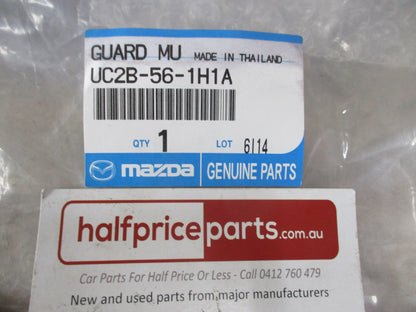 GUARD MU MADE IN THAILAND
UC2B-56-1H1A
QTY 1 LOT 6I14
mazda GENUINE PARTS
halfpriceparts.com.au
Car Parts For Half Price Or Less - Call 0412 760 479
New and used parts from major manufacturers